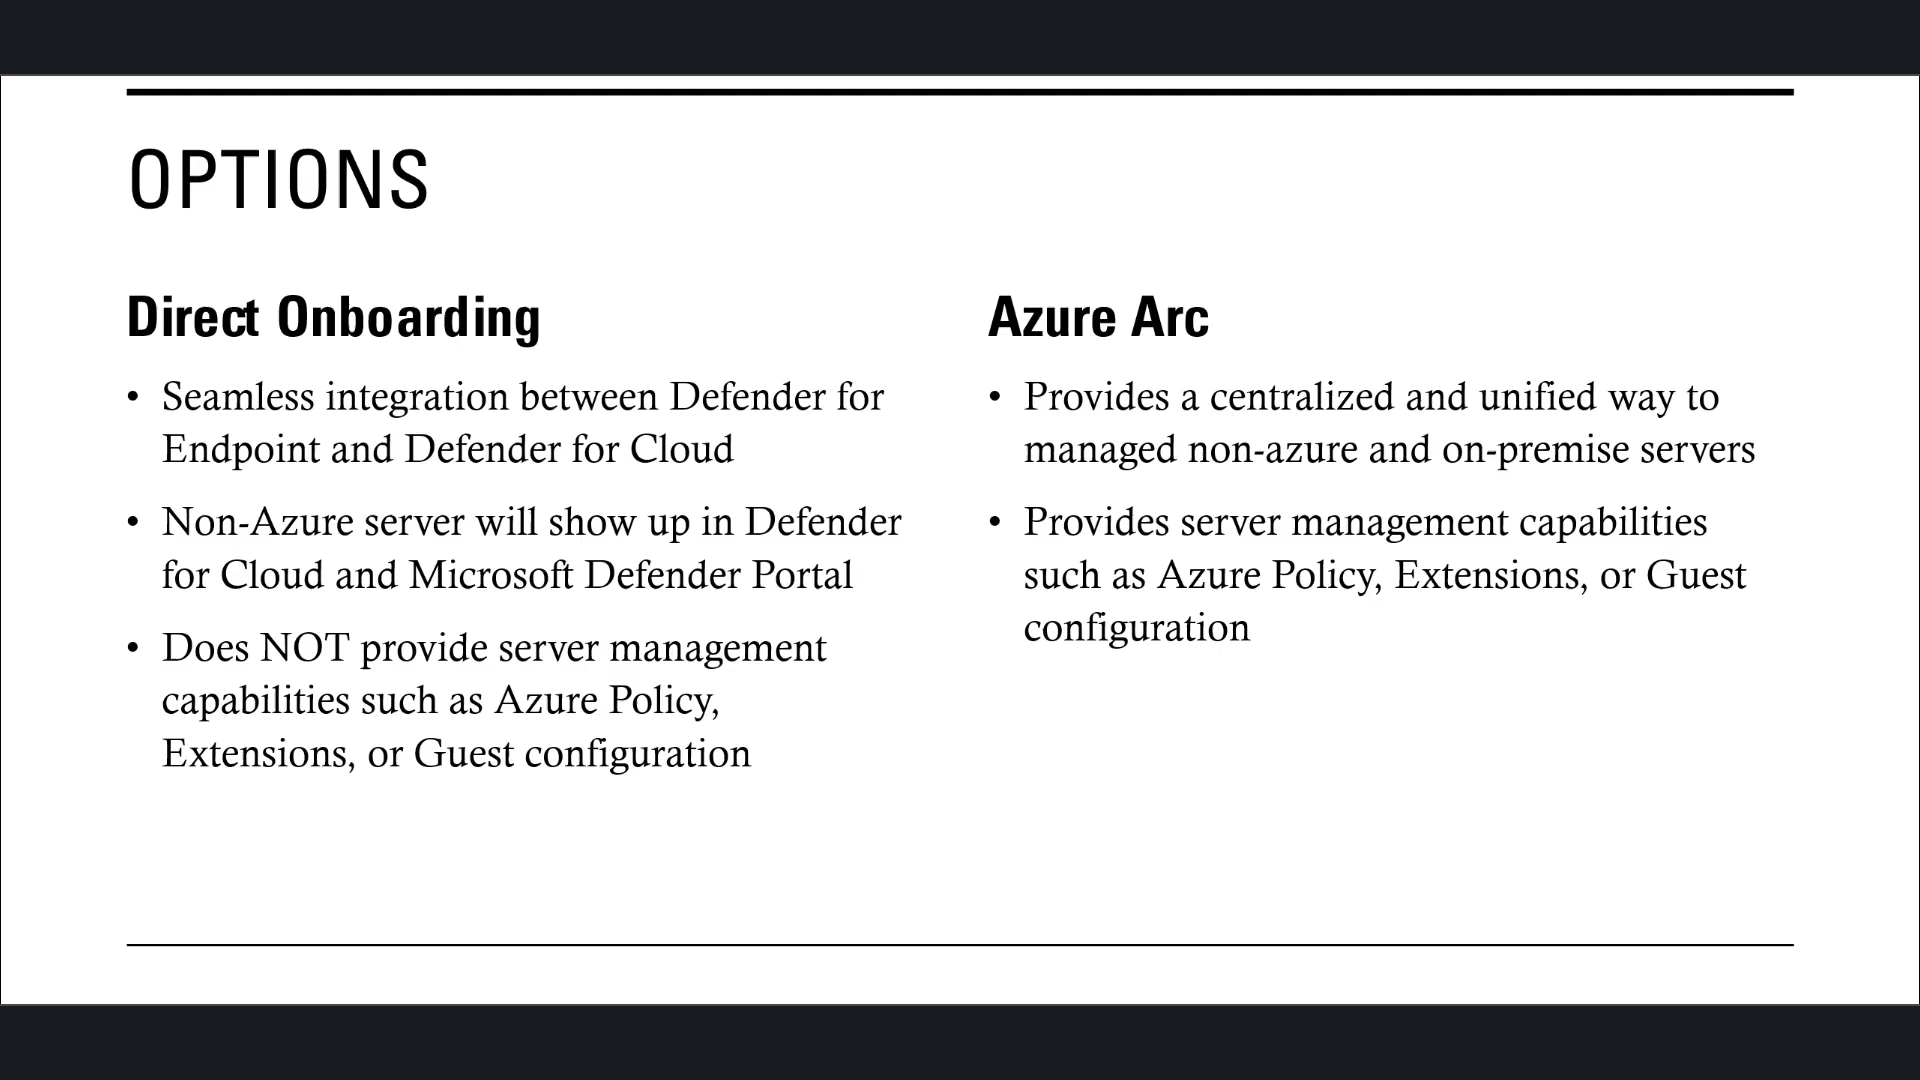 OPTIONS
Direct Onboarding
• Seamless integration between Defender for
Endpoint and Defender for Cloud
• Non-Azure server will show up in Defender
for Cloud and Microsoft Defender Portal
• Does NOT provide server management
capabilities such as Azure Policy,
Extensions, or Guest configuration
Azure Arc
• Provides a centralized and unified way to
managed non-azure and on-premise servers
• Provides server management capabilities
such as Azure Policy, Extensions, or Guest
configuration